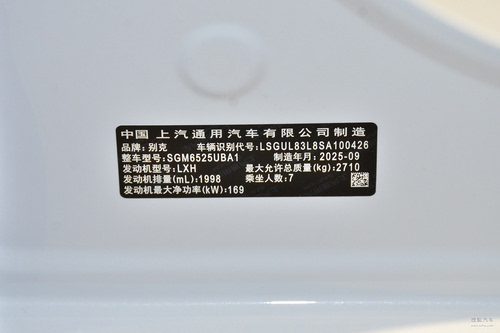 中国 上汽通用汽车有限公司制造
品牌: 别克 车辆识别代号: LSGUL83L8SA100426
整车型号: SGM6525UBA1 制造年月: 2025-09
发动机型号: LXH 最大允许总质量(kg): 2710
发动机排量(mL): 1998 乘坐人数: 7
发动机最大净功率(kW): 169